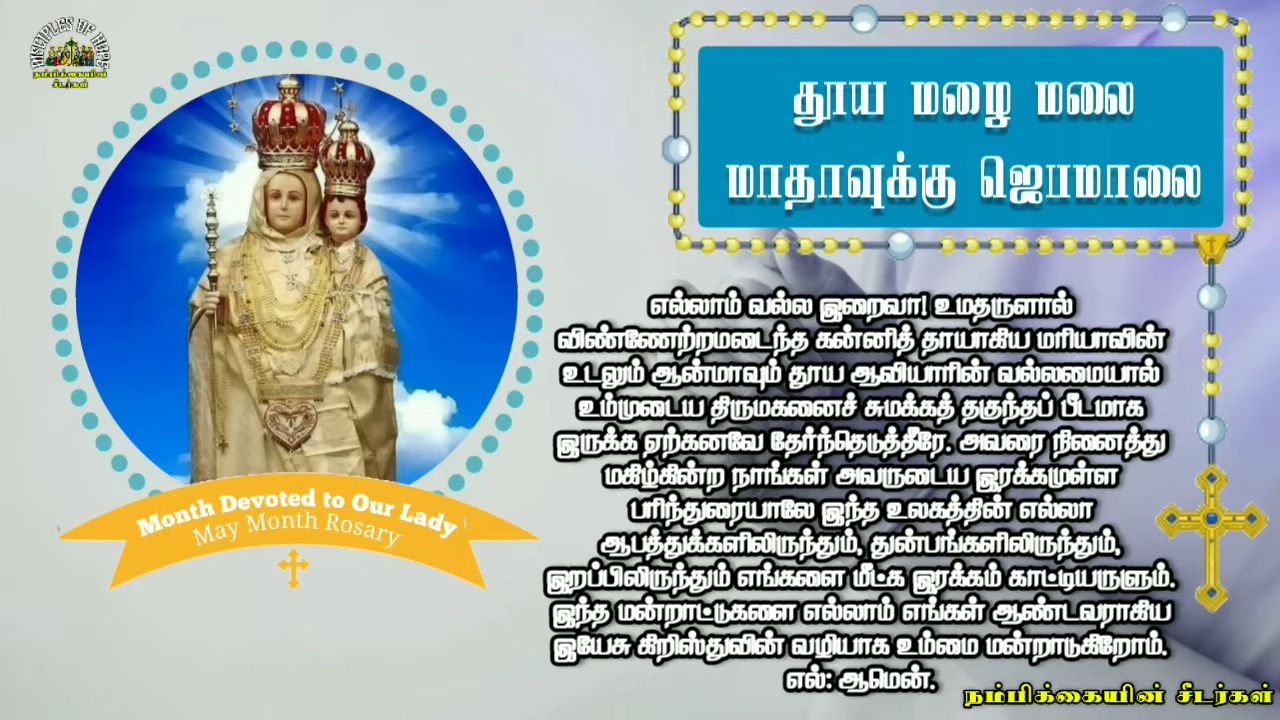 DISCIPLES OF HOPE
நம்பிக்கையின்
சீடர்கள்
தூய மழை மலை
மாதாவுக்கு ஜெபமாலை
எல்லாம் வல்ல இறைவா! உமதருளால்
விண்ணேற்றமடைந்த கன்னித் தாயாகிய மரியாவின்
உடலும் ஆன்மாவும் தூய ஆவியாரின் வல்லமையால்
உம்முடைய திருமகனைச் சுமக்கத் தகுந்தப் பீடமாக
இருக்க ஏற்கனவே தேர்ந்தெடுத்தீரே. அவரை நினைத்து
மகிழ்கின்ற நாங்கள் அவருடைய இரக்கமுள்ள
பரிந்துரையாலே இந்த உலகத்தின் எல்லா
ஆபத்துக்களிலிருந்தும், துன்பங்களிலிருந்தும்,
இறப்பிலிருந்தும் எங்களை மீட்க இரக்கம் காட்டியருளும்.
இந்த மன்றாட்டுகளை எல்லாம் எங்கள் ஆண்டவராகிய
இயேசு கிறிஸ்துவின் வழியாக உம்மை மன்றாடுகிறோம்.
எல்: ஆமென்.
Month Devoted to Our Lady
May Month Rosary
நம்பிக்கையின் சீடர்கள்